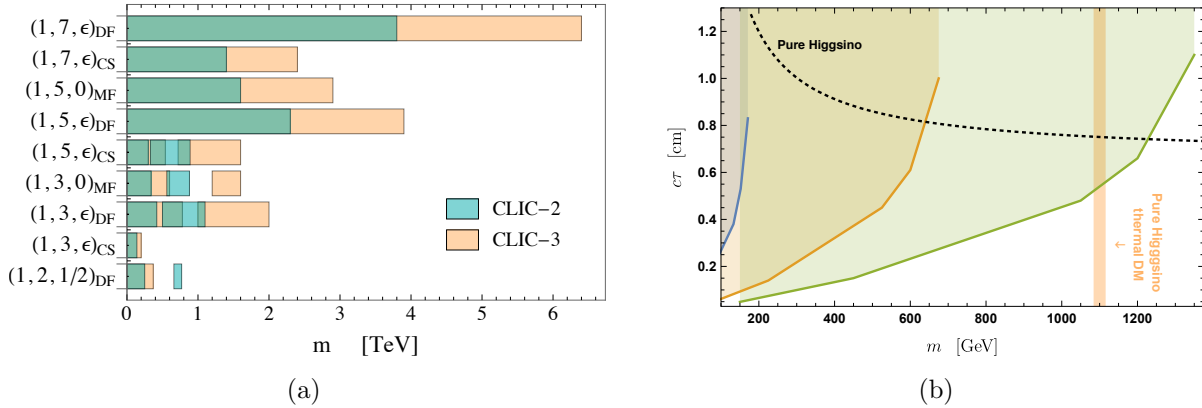 (1, 7, ϵ)DF
(1, 7, ϵ)CS
(1, 5, 0)MF
(1, 5, ϵ)DF
(1, 5, ϵ)CS
(1, 3, 0)MF
(1, 3, ϵ)DF
(1, 3, ϵ)CS
(1, 2, 1/2)DF
CLIC-2
CLIC-3
0 1 2 3 4 5 6
m [TeV]
(a)
Pure Higgsino
1.2
1.0
0.8
0.6
0.4
0.2
cτ [cm]
Pure Higggsino
thermal DM
↓
200 400 600 800 1000 1200
m [GeV]
(b)